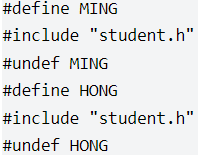 #define MING
#include "student.h"
#undef MING
#define HONG
#include "student.h"
#undef HONG